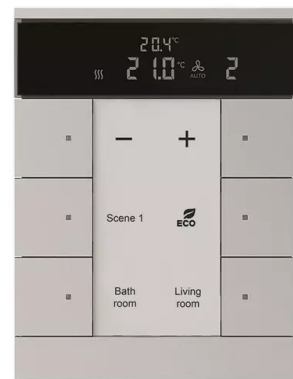 20.4°C
21.0°C AUTO 2
− +
Scene 1 ECO
Bath room
Living room